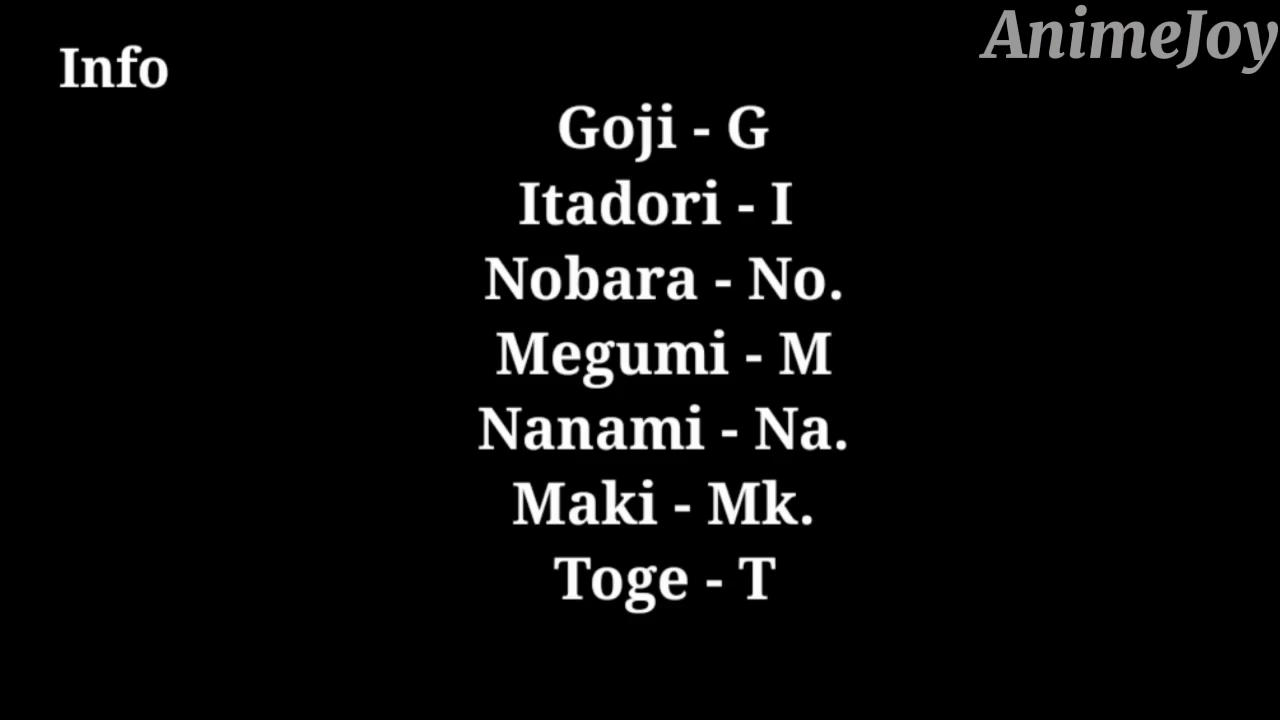 Info
AnimeJoy
Goji - G
Itadori - I
Nobara - No.
Megumi - M
Nanami - Na.
Maki - Mk.
Toge - T